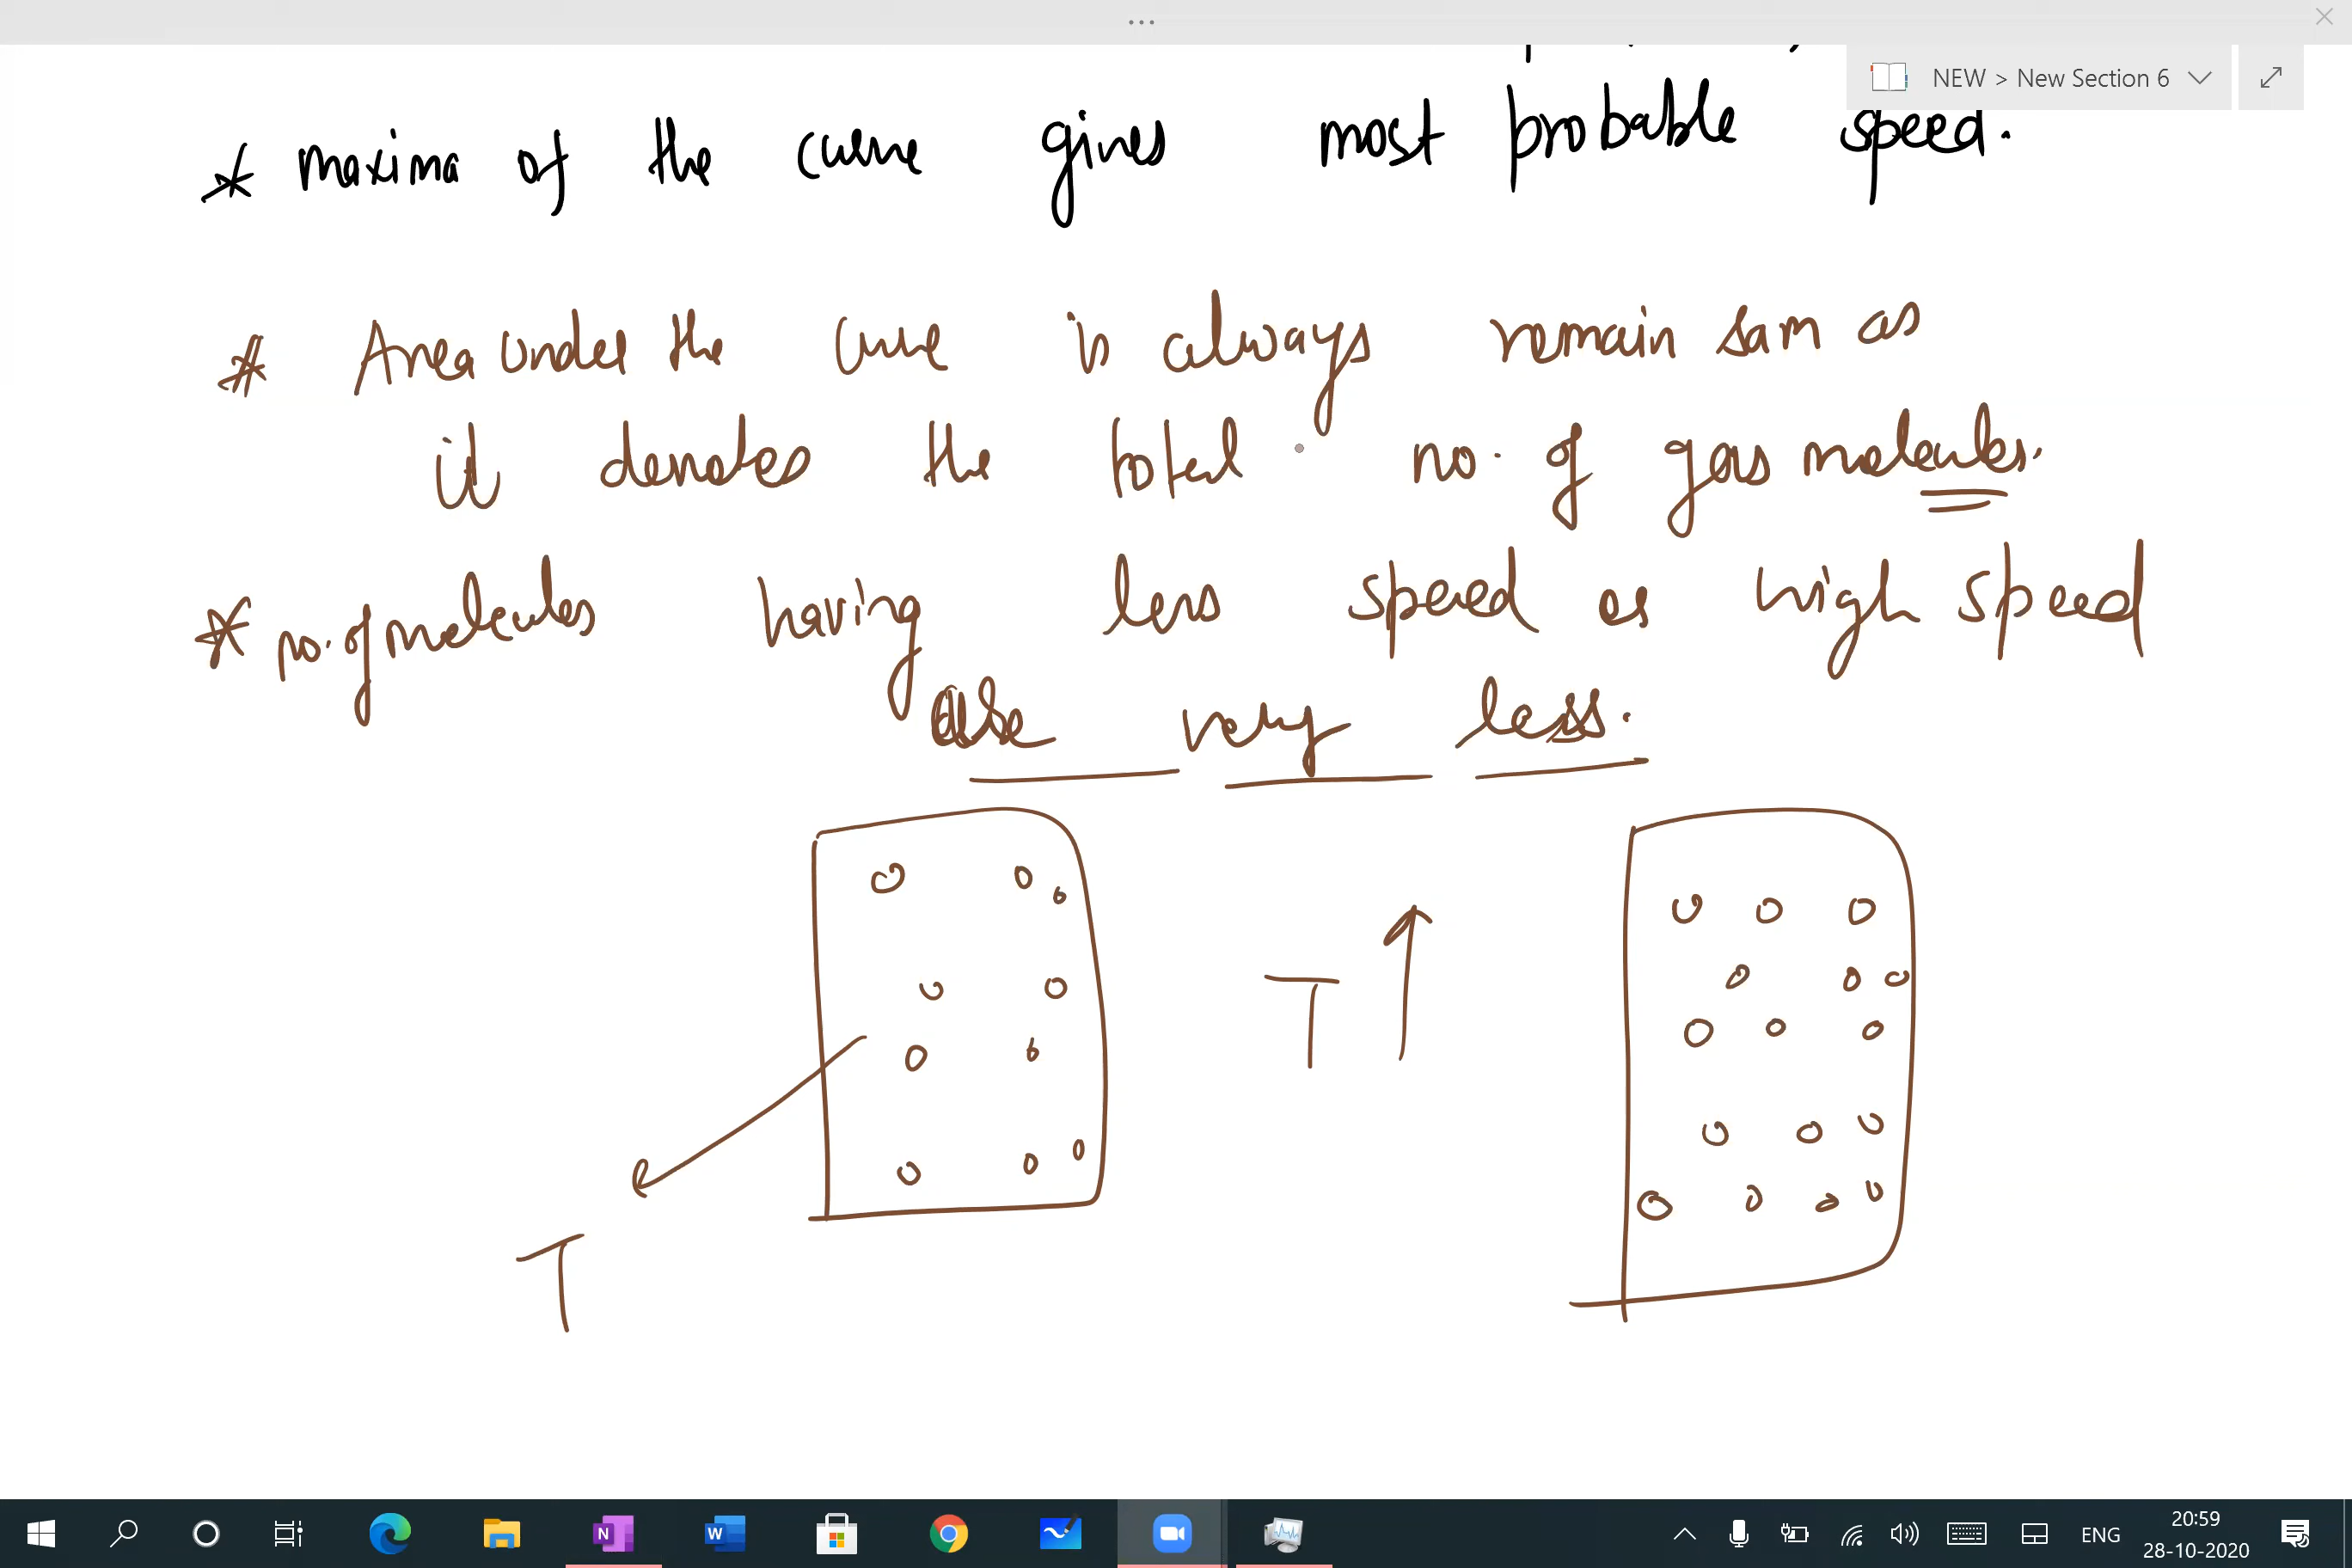 NEW > New Section 6
* maxima of the curve gives most probable speed.
* Area under the curve is always remain sam as
it denotes the total no. of gas molecules.
* no. of molecules having less speed or high speed
are very less.
T ↑
T
ENG
20:59
28-10-2020